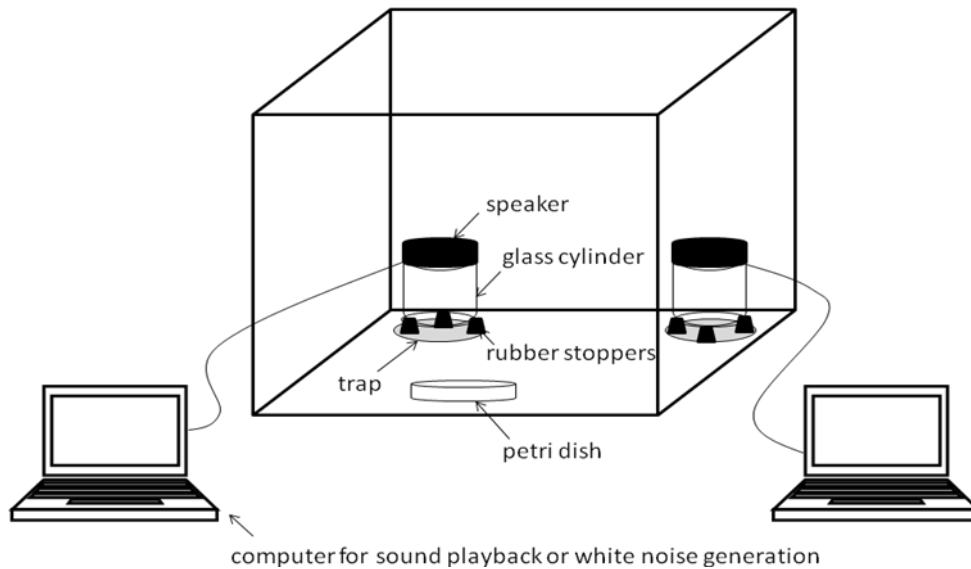 speaker
glass cylinder
rubber stoppers
trap
petri dish
computer for sound playback or white noise generation